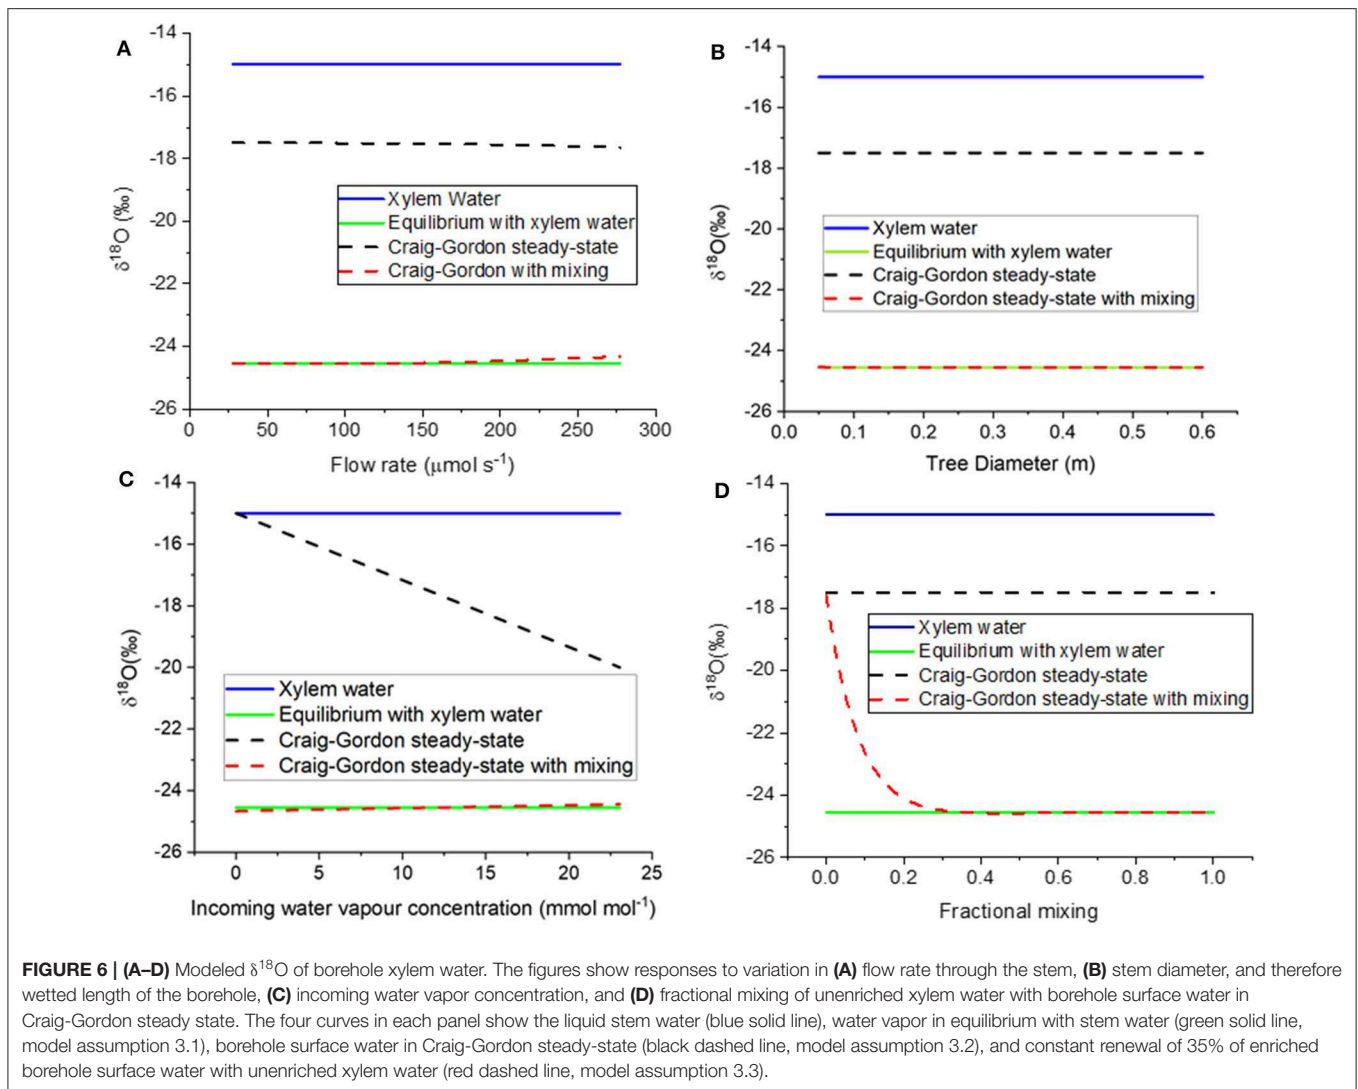 A
-14
-16
-18
-20
-22
-24
-26
δ¹⁸O (‰)
Xylem Water
Equilibrium with xylem water
Craig-Gordon steady-state
Craig-Gordon with mixing
0 50 100 150 200 250 300
Flow rate (μmol s⁻¹)
B
-14
-16
-18
-20
-22
-24
-26
δ¹⁸O(‰)
Xylem water
Equilibrium with xylem water
Craig-Gordon steady-state
Craig-Gordon steady-state with mixing
0.0 0.1 0.2 0.3 0.4 0.5 0.6
Tree Diameter (m)
C
-14
-16
-18
-20
-22
-24
-26
δ¹⁸O(‰)
Xylem water
Equilibrium with xylem water
Craig-Gordon steady-state
Craig-Gordon steady-state with mixing
0 5 10 15 20 25
Incoming water vapour concentration (mmol mol⁻¹)
D
-14
-16
-18
-20
-22
-24
-26
δ¹⁸O(‰)
Xylem water
Equilibrium with xylem water
Craig-Gordon steady-state
Craig-Gordon steady-state with mixing
0.0 0.2 0.4 0.6 0.8 1.0
Fractional mixing
FIGURE 6 | (A–D) Modeled δ¹⁸O of borehole xylem water. The figures show responses to variation in (A) flow rate through the stem, (B) stem diameter, and therefore
wetted length of the borehole, (C) incoming water vapor concentration, and (D) fractional mixing of unenriched xylem water with borehole surface water in
Craig-Gordon steady state. The four curves in each panel show the liquid stem water (blue solid line), water vapor in equilibrium with stem water (green solid line,
model assumption 3.1), borehole surface water in Craig-Gordon steady-state (black dashed line, model assumption 3.2), and constant renewal of 35% of enriched
borehole surface water with unenriched xylem water (red dashed line, model assumption 3.3).